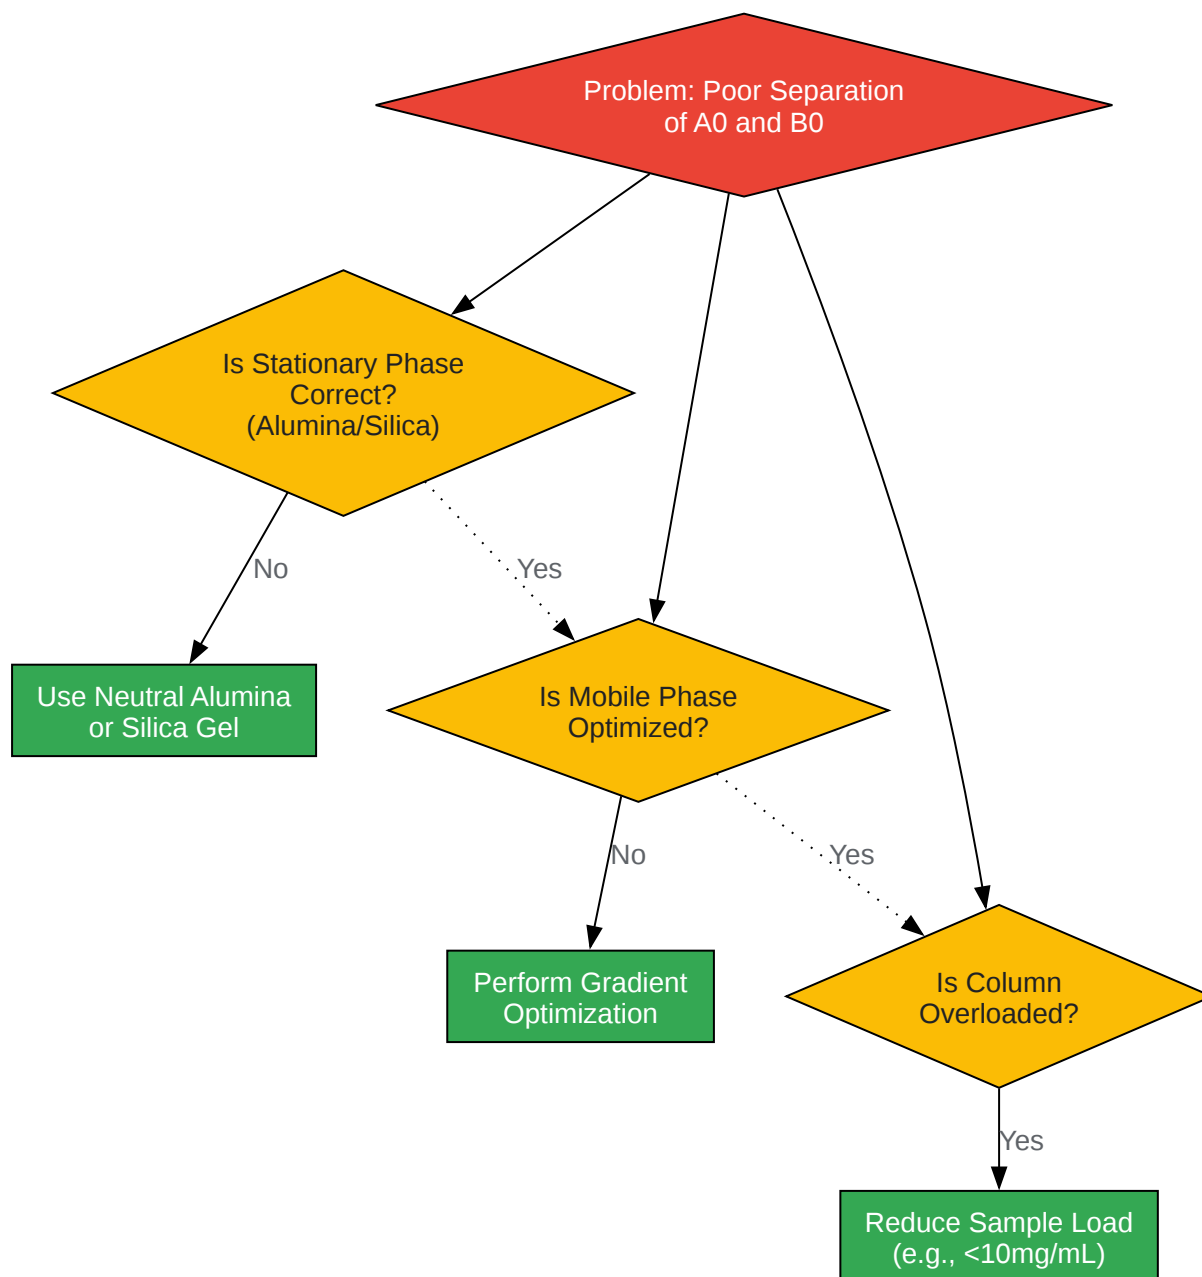 Problem: Poor Separation
of A0 and B0
Is Stationary Phase
Correct?
(Alumina/Silica)
No
Yes
Use Neutral Alumina
or Silica Gel
Is Mobile Phase
Optimized?
No
Yes
Perform Gradient
Optimization
Is Column
Overloaded?
Yes
Reduce Sample Load
(e.g., <10mg/mL)